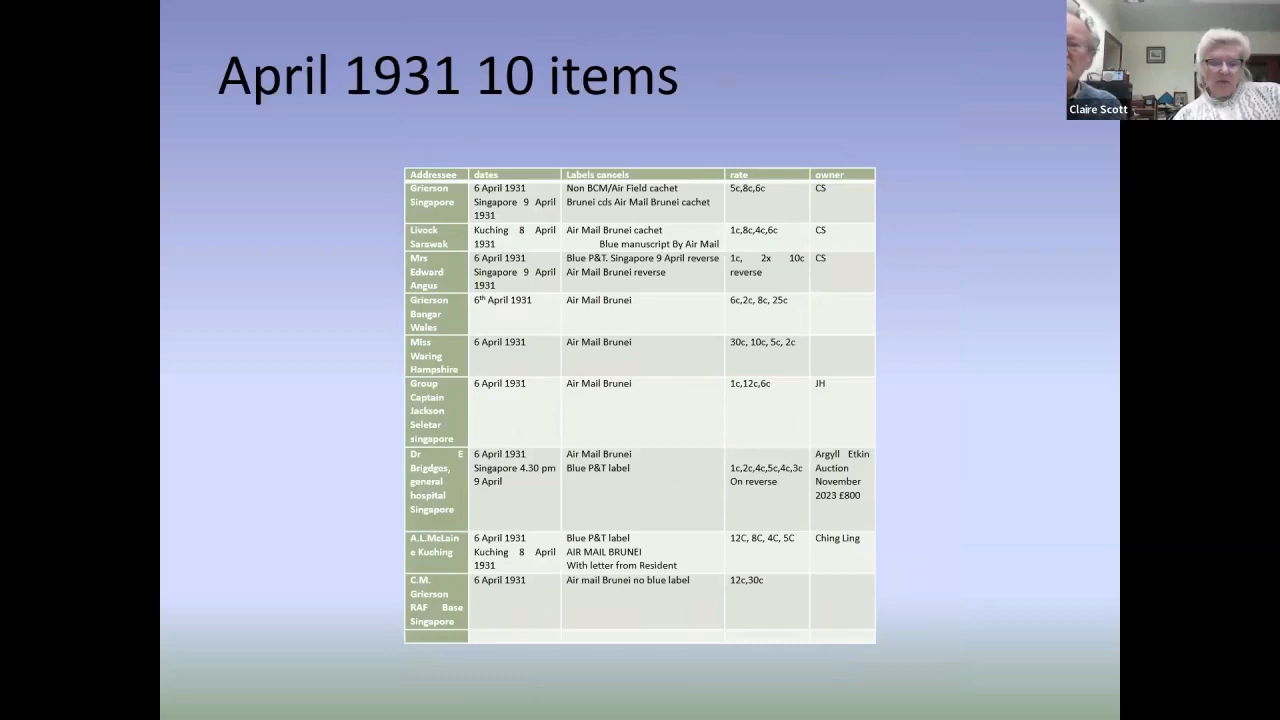 April 1931 10 items
Claire Scott
Addressee dates Labels cancels rate owner
Grierson Singapore
6 April 1931
Singapore 9 April 1931
Non BCM/Air Field cachet
Brunei cds Air Mail Brunei cachet
5c,8c,6c
CS
Livock Sarawak
Kuching 8 April 1931
Air Mail Brunei cachet
Blue manuscript By Air Mail
1c,8c,4c,6c
CS
Mrs Edward Angus
6 April 1931
Singapore 9 April 1931
Blue P&T. Singapore 9 April reverse
Air Mail Brunei reverse
1c, 2x 10c reverse
CS
Grierson Bangar Wales
6th April 1931
Air Mail Brunei
6c,2c, 8c, 25c
Miss Waring Hampshire
6 April 1931
Air Mail Brunei
30c, 10c, 5c, 2c
Group Captain Jackson Seletar singapore
6 April 1931
Air Mail Brunei
1c,12c,6c
JH
Dr E Brigdges, general hospital Singapore
6 April 1931
Singapore 4.30 pm 9 April
Air Mail Brunei
Blue P&T label
1c,2c,4c,5c,4c,3c
On reverse
Argyll Etkin Auction November 2023 £800
A.L.McLaine Kuching
6 April 1931
Kuching 8 April 1931
Blue P&T label
AIR MAIL BRUNEI
With letter from Resident
12C, 8C, 4C, 5C
Ching Ling
C.M. Grierson RAF Base Singapore
6 April 1931
Air mail Brunei no blue label
12c,30c